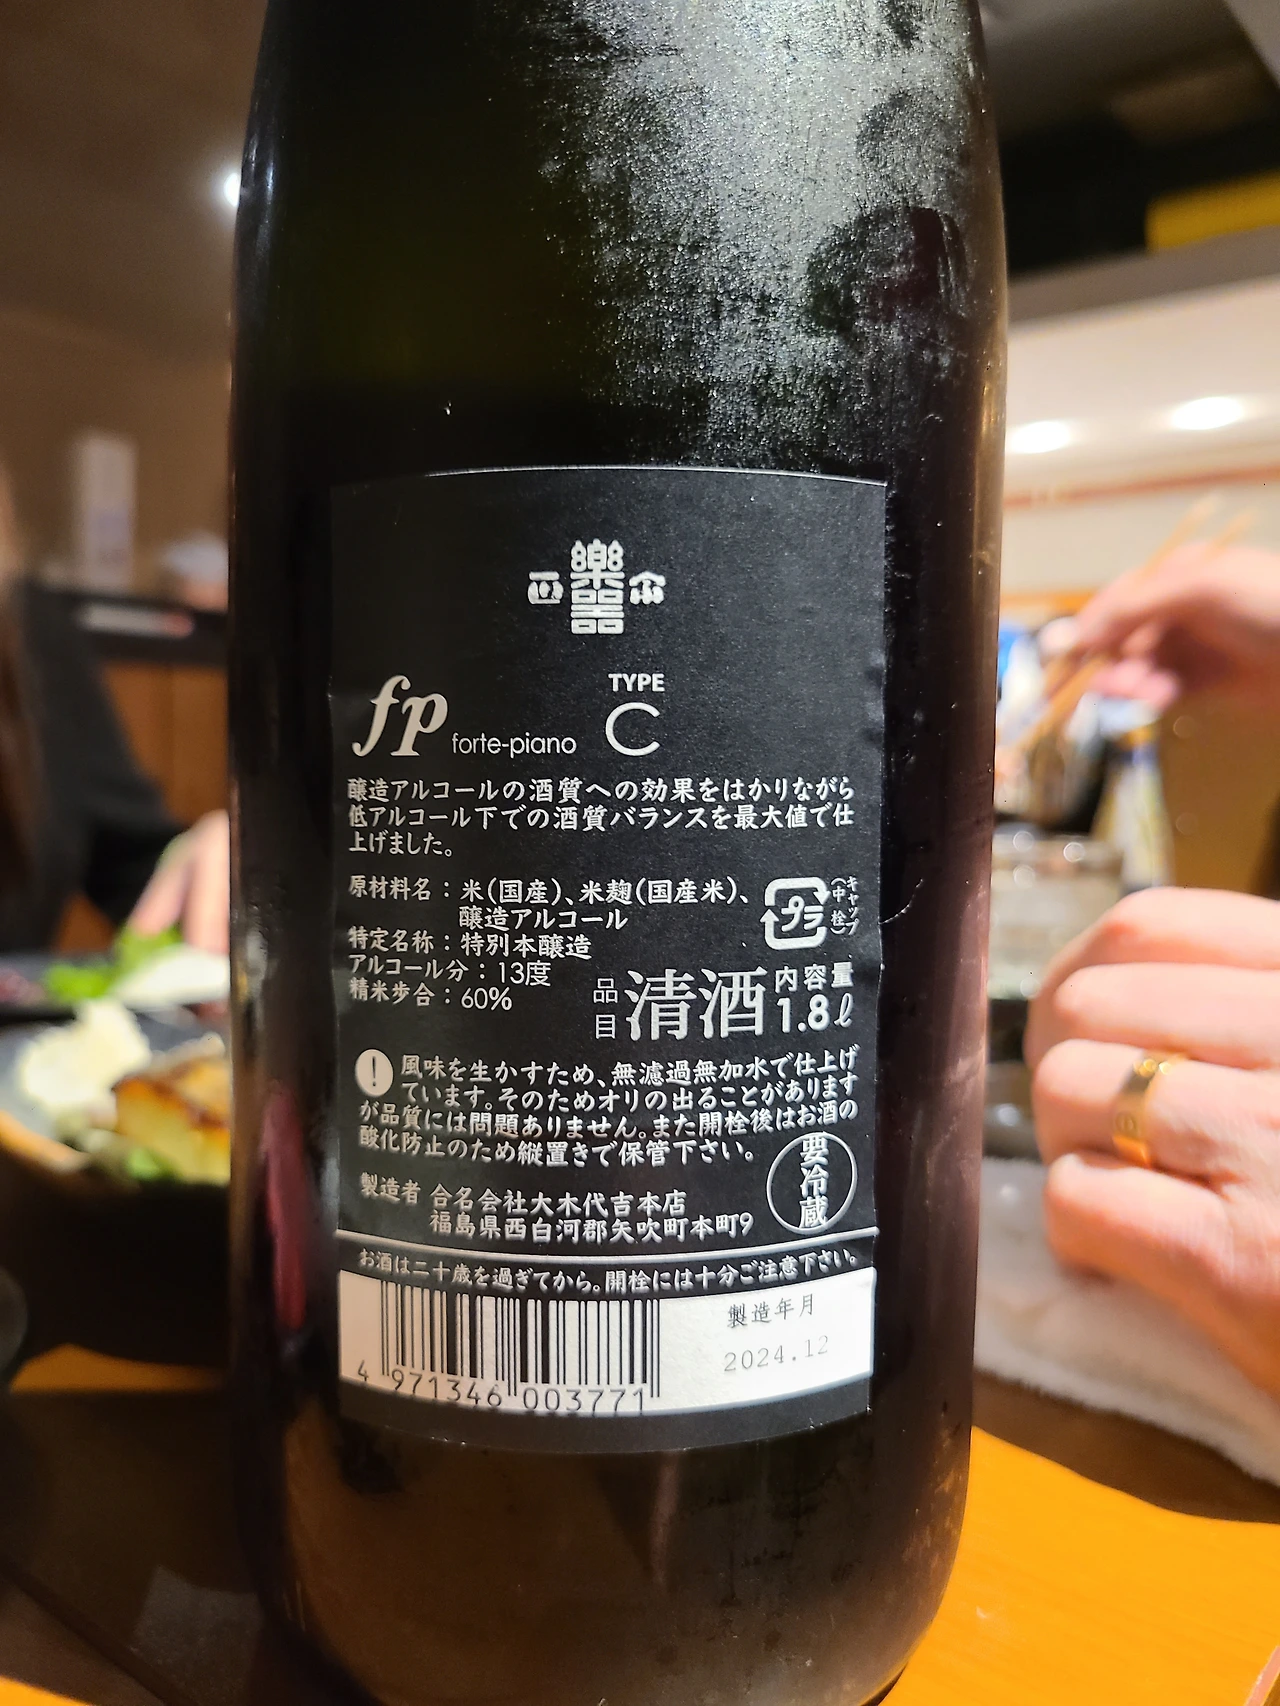 樂器正宗
fp forte-piano
TYPE
C
醸造アルコールの酒質への効果をはかりながら
低アルコール下での酒質バランスを最大値で仕
上げました。
原材料名：米(国産)、米麹(国産米)、
醸造アルコール
特定名称：特別本醸造
アルコール分：13度
精米歩合：60%
プラ
(キャップ
中栓)
品目 清酒 内容量
1.8ℓ
! 風味を生かすため、無濾過無加水で仕上げ
ています。そのためオリの出ることがあります
が品質には問題ありません。また開栓後はお酒の
酸化防止のため縦置きで保管下さい。
要冷蔵
製造者 合名会社大木代吉本店
福島県西白河郡矢吹町本町9
お酒は二十歳を過ぎてから。開栓には十分ご注意下さい。
製造年月
2024.12
4 971346 003771